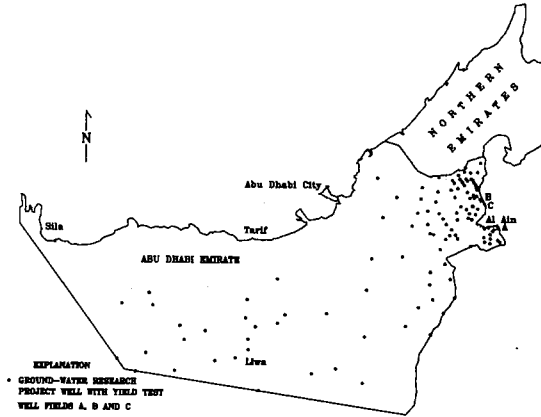 NORTHERN
EMIRATES
N
Abu Dhabi City
B
C
Sila
Tarif
Al Ain
A
ABU DHABI EMIRATE
Liwa
EXPLANATION
GROUND-WATER RESEARCH
PROJECT WELL WITH YIELD TEST
WELL FIELDS A, B AND C